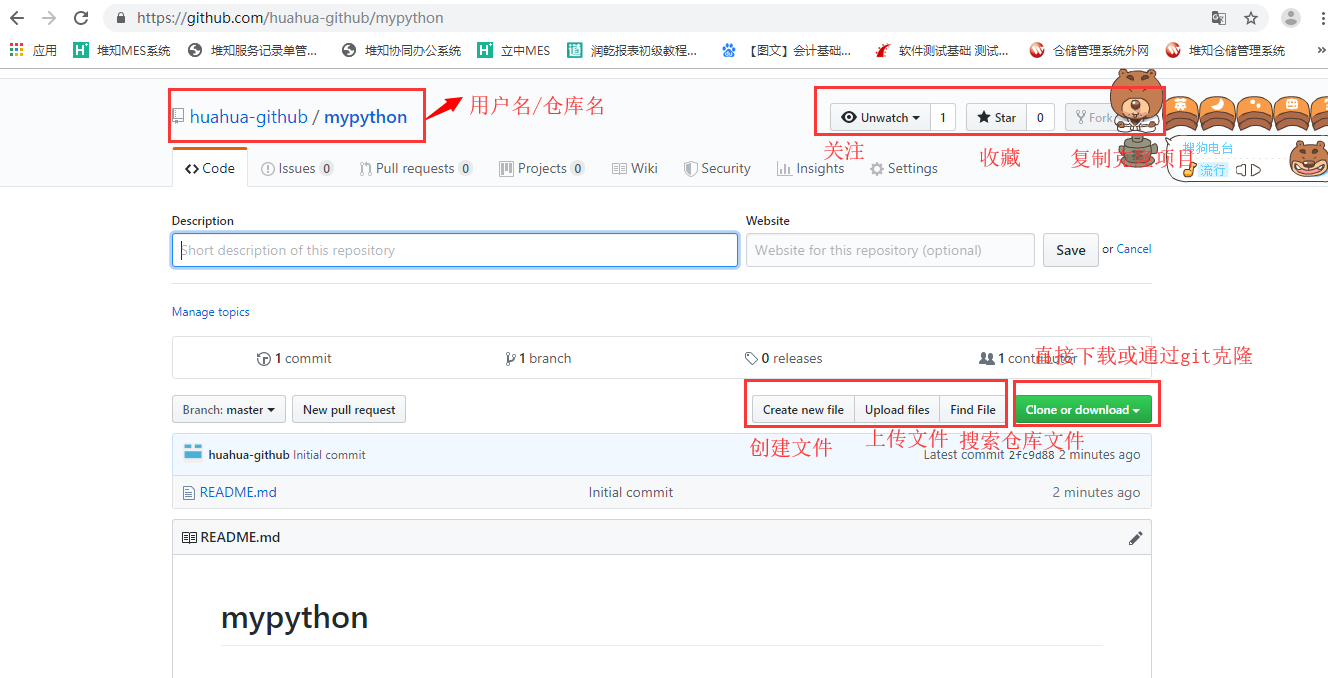 https://github.com/huahua-github/mypython
应用 堆知MES系统 堆知服务记录单管... 堆知协同办公系统 立中MES 润乾报表初级教程... 【图文】会计基础... 软件测试基础 测试... 仓储管理系统外网 堆知仓储管理系统 »
huahua-github / mypython
用户名/仓库名
Unwatch 1 Star 0 Fork
关注 收藏 复制克隆项目
搜狗电台
流行
Code Issues 0 Pull requests 0 Projects 0 Wiki Security Insights Settings
Description Website
Short description of this repository Website for this repository (optional) Save or Cancel
Manage topics
1 commit 1 branch 0 releases 1 contributor
直接下载或通过git克隆
Branch: master New pull request Create new file Upload files Find File Clone or download
创建文件 上传文件 搜索仓库文件
huahua-github Initial commit Latest commit 2fc9d88 2 minutes ago
README.md Initial commit 2 minutes ago
README.md
mypython